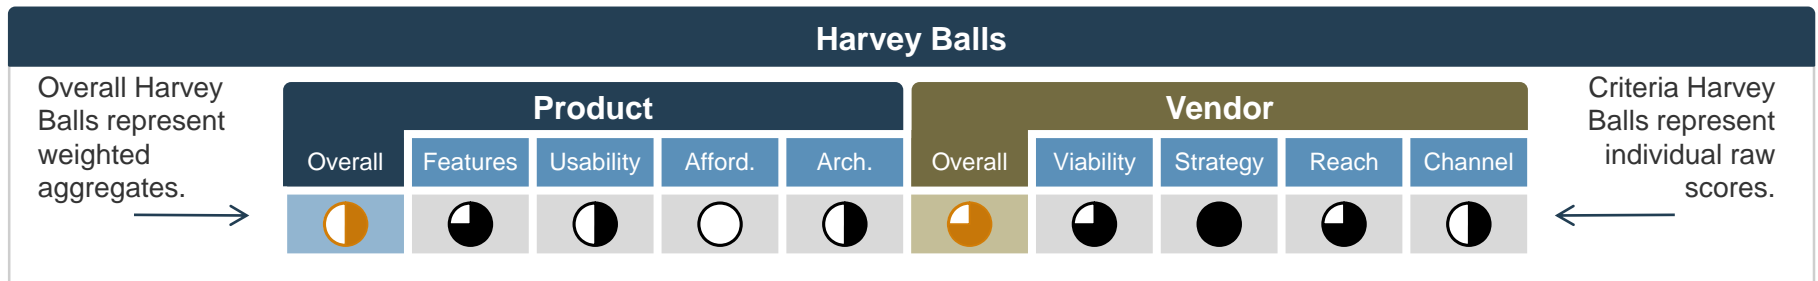 Harvey Balls
Overall Harvey
Balls represent
weighted
aggregates.
Product
Overall
Features
Usability
Afford.
Arch.
Vendor
Overall
Viability
Strategy
Reach
Channel
Criteria Harvey
Balls represent
individual raw
scores.